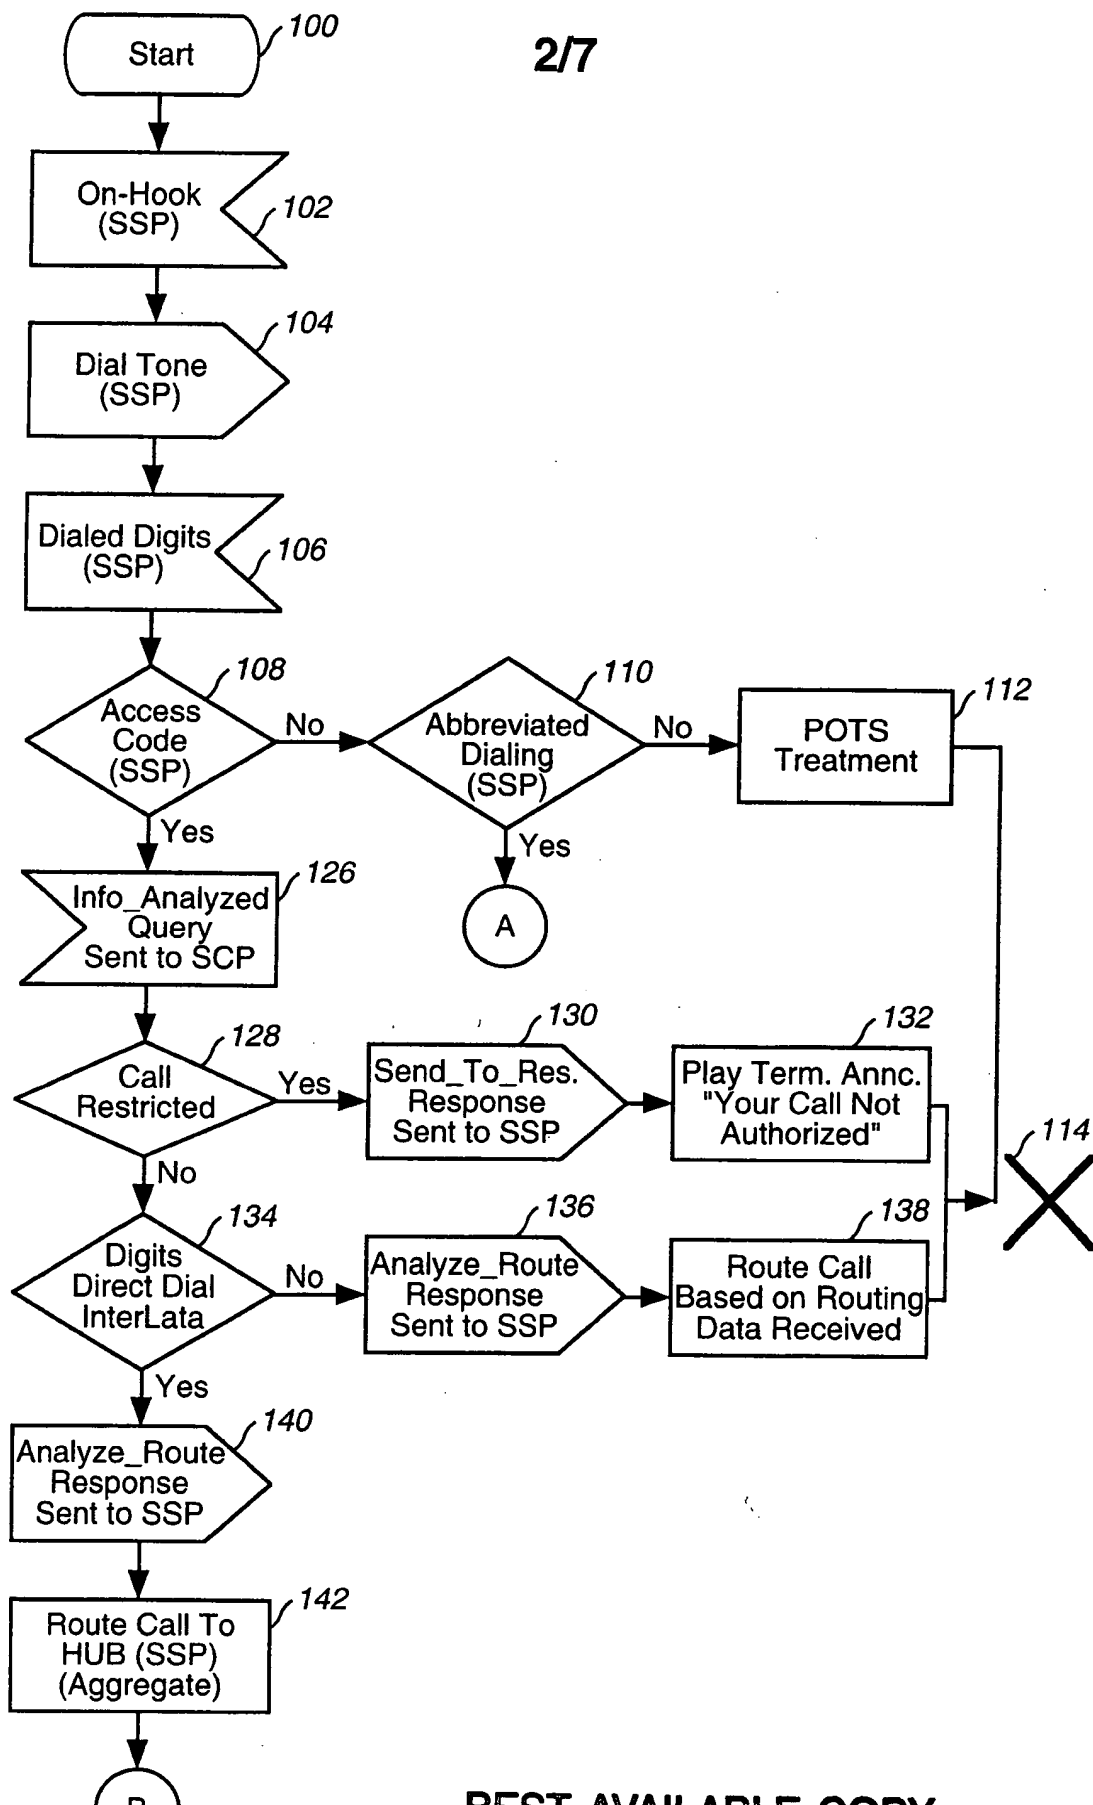 2/7
Start
100
On-Hook
(SSP)
102
Dial Tone
(SSP)
104
Dialed Digits
(SSP)
106
Access
Code
(SSP)
108
No
Abbreviated
Dialing
(SSP)
110
No
POTS
Treatment
112
Yes
Yes
A
Info_Analyzed
Query
Sent to SCP
126
Call
Restricted
128
Yes
Send_To_Res.
Response
Sent to SSP
130
Play Term. Annc.
"Your Call Not
Authorized"
132
114
No
Digits
Direct Dial
InterLata
134
No
Analyze_Route
Response
Sent to SSP
136
Route Call
Based on Routing
Data Received
138
Yes
Analyze_Route
Response
Sent to SSP
140
Route Call To
HUB (SSP)
(Aggregate)
142
BEST AVAILABLE COPY